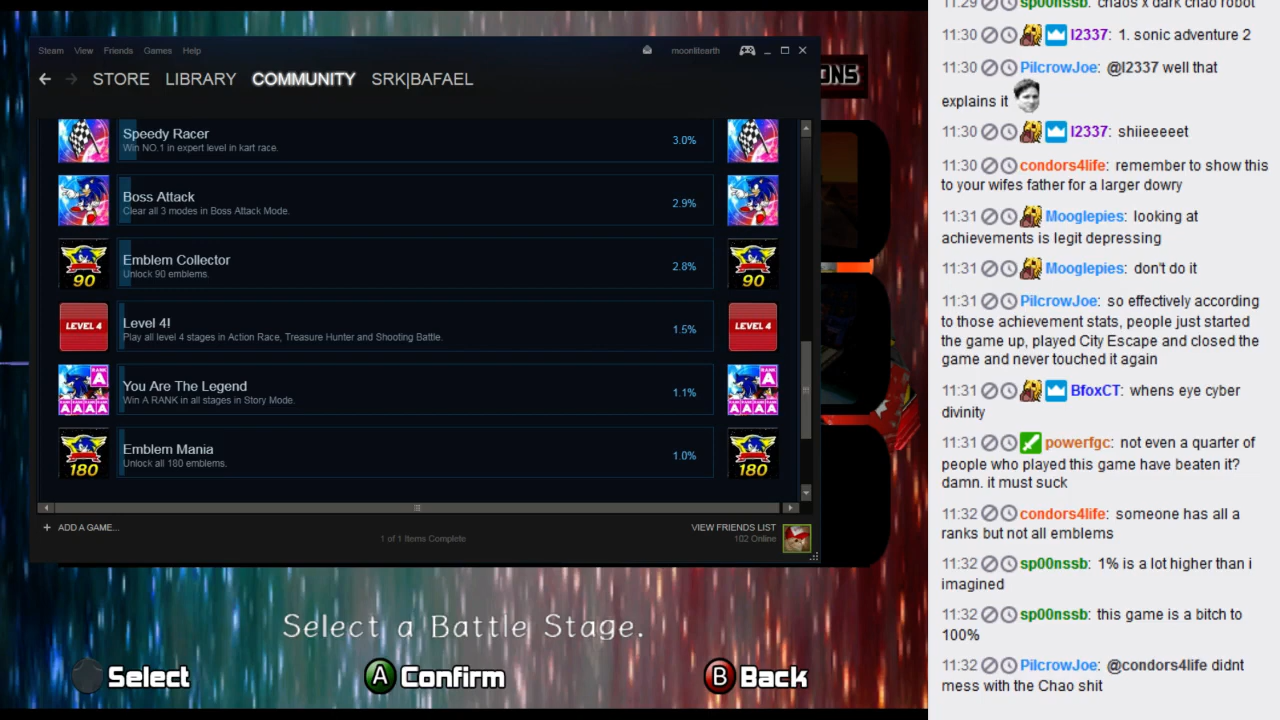 Steam View Friends Games Help
moonlitearth
STORE LIBRARY COMMUNITY SRK|BAFAEL
ONS
Speedy Racer
Win NO.1 in expert level in kart race.
3.0%
Boss Attack
Clear all 3 modes in Boss Attack Mode.
2.9%
90
Emblem Collector
Unlock 90 emblems.
2.8%
90
LEVEL 4
Level 4!
Play all level 4 stages in Action Race, Treasure Hunter and Shooting Battle.
1.5%
LEVEL 4
RANK
A
A A A A
You Are The Legend
Win A RANK in all stages in Story Mode.
1.1%
RANK
A
A A A A
180
Emblem Mania
Unlock all 180 emblems.
1.0%
180
+ ADD A GAME...
1 of 1 Items Complete
VIEW FRIENDS LIST
102 Online
Select a Battle Stage.
Select
A Confirm
B Back
11:29 sp00nssb: chaos x dark chao robot
11:30 I2337: 1. sonic adventure 2
11:30 PilcrowJoe: @I2337 well that
explains it
11:30 I2337: shiieeeeet
11:30 condors4life: remember to show this
to your wifes father for a larger dowry
11:31 Mooglepies: looking at
achievements is legit depressing
11:31 Mooglepies: don't do it
11:31 PilcrowJoe: so effectively according
to those achievement stats, people just started
the game up, played City Escape and closed the
game and never touched it again
11:31 BfoxCT: whens eye cyber
divinity
11:31 powerfgc: not even a quarter of
people who played this game have beaten it?
damn. it must suck
11:32 condors4life: someone has all a
ranks but not all emblems
11:32 sp00nssb: 1% is a lot higher than i
imagined
11:32 sp00nssb: this game is a bitch to
100%
11:32 PilcrowJoe: @condors4life didnt
mess with the Chao shit